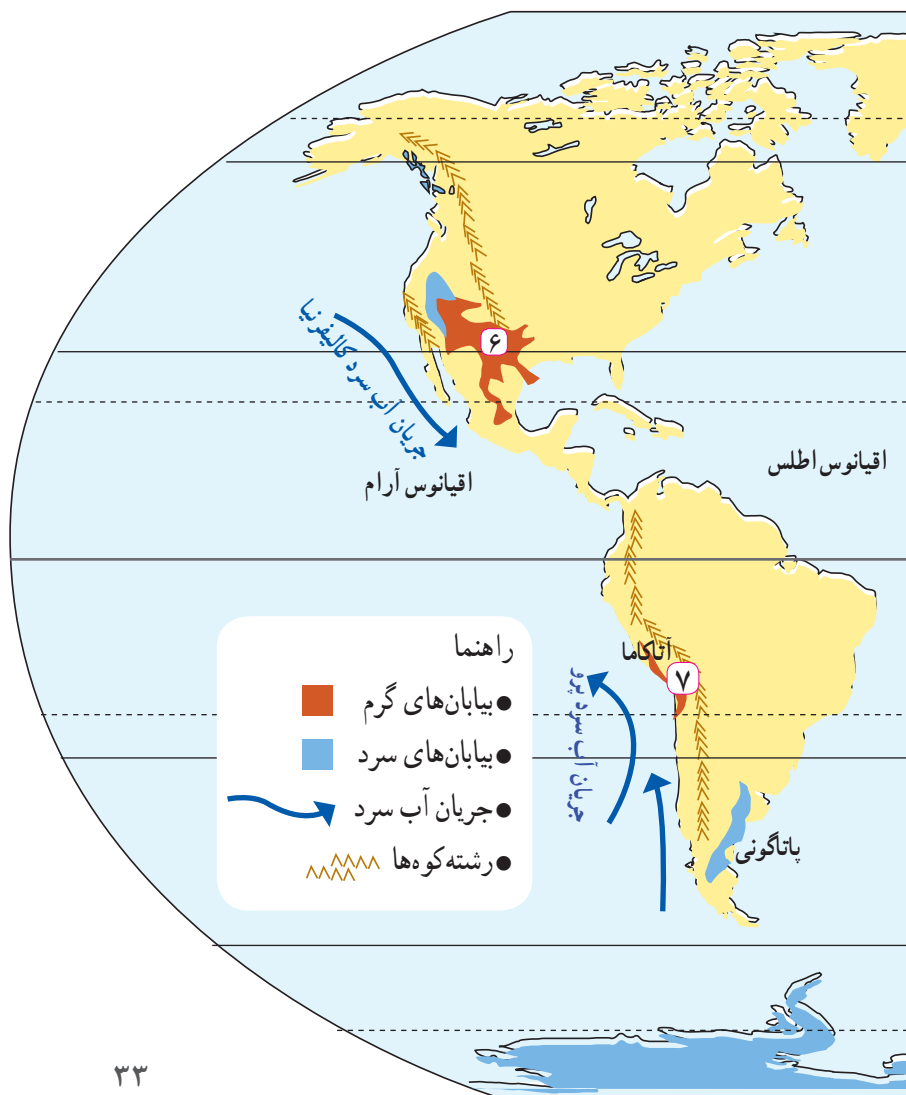 جریان آب سرد کالیفرنیا
۶
اقیانوس اطلس
اقیانوس آرام
آتاکاما
۷
جریان آب سرد پرو
پاتاگونی
راهنما
● بیابان‌های گرم
● بیابان‌های سرد
● جریان آب سرد
● رشته‌کوه‌ها
۳۳